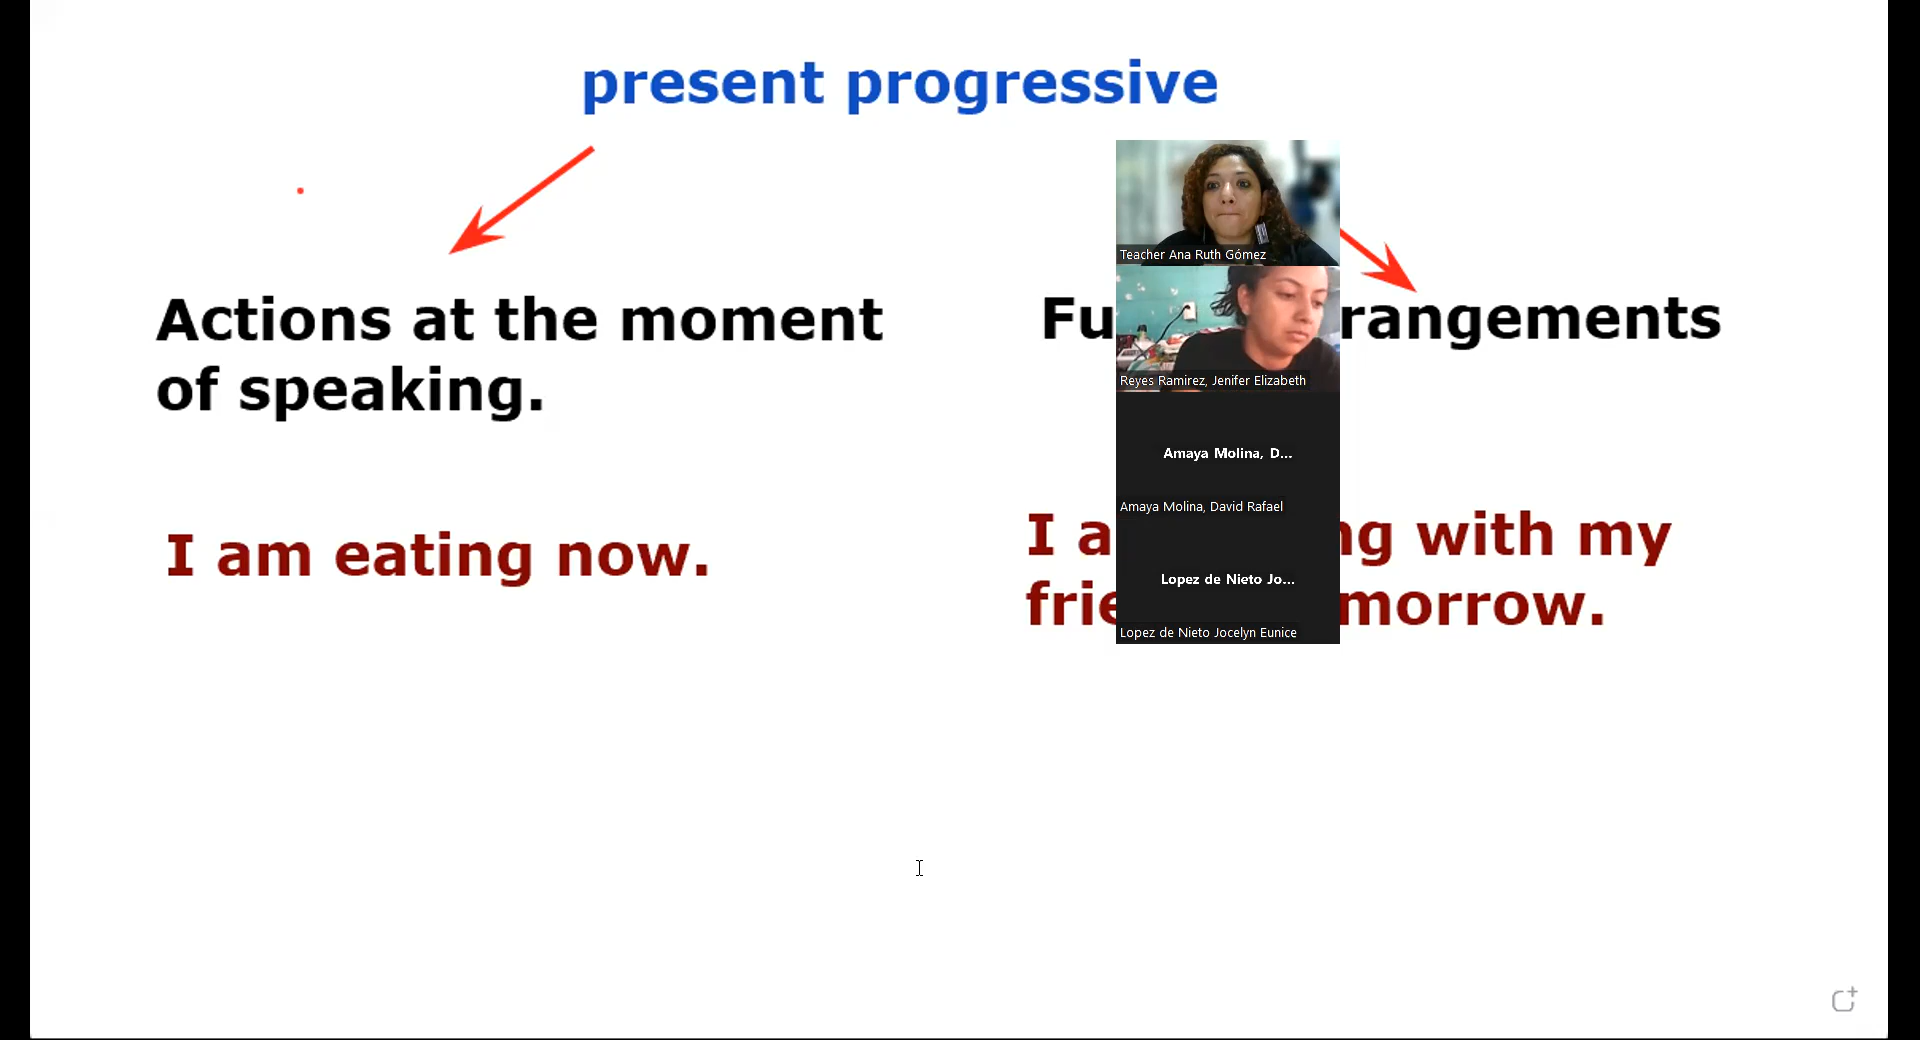 present progressive
Actions at the moment
of speaking.
I am eating now.
Fu rangements
I a ng with my
frie morrow.
Teacher Ana Ruth Gómez
Reyes Ramirez, Jenifer Elizabeth
Amaya Molina, D...
Amaya Molina, David Rafael
Lopez de Nieto Jo...
Lopez de Nieto Jocelyn Eunice